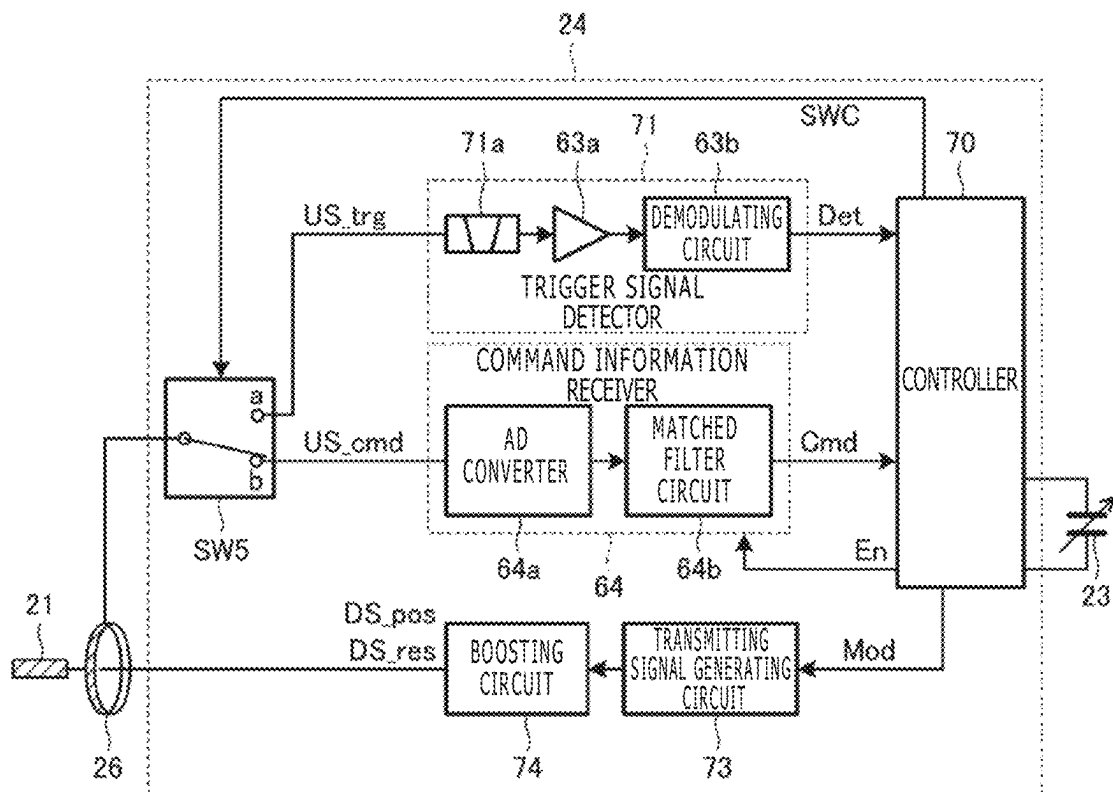 24
SWC
71
71a
63a
63b
70
US_trg
DEMODULATING
CIRCUIT
Det
TRIGGER SIGNAL
DETECTOR
COMMAND INFORMATION
RECEIVER
CONTROLLER
a
b
SW5
US_cmd
AD
CONVERTER
MATCHED
FILTER
CIRCUIT
Cmd
64a
64
64b
En
23
21
DS_pos
DS_res
BOOSTING
CIRCUIT
TRANSMITTING
SIGNAL GENERATING
CIRCUIT
Mod
26
74
73